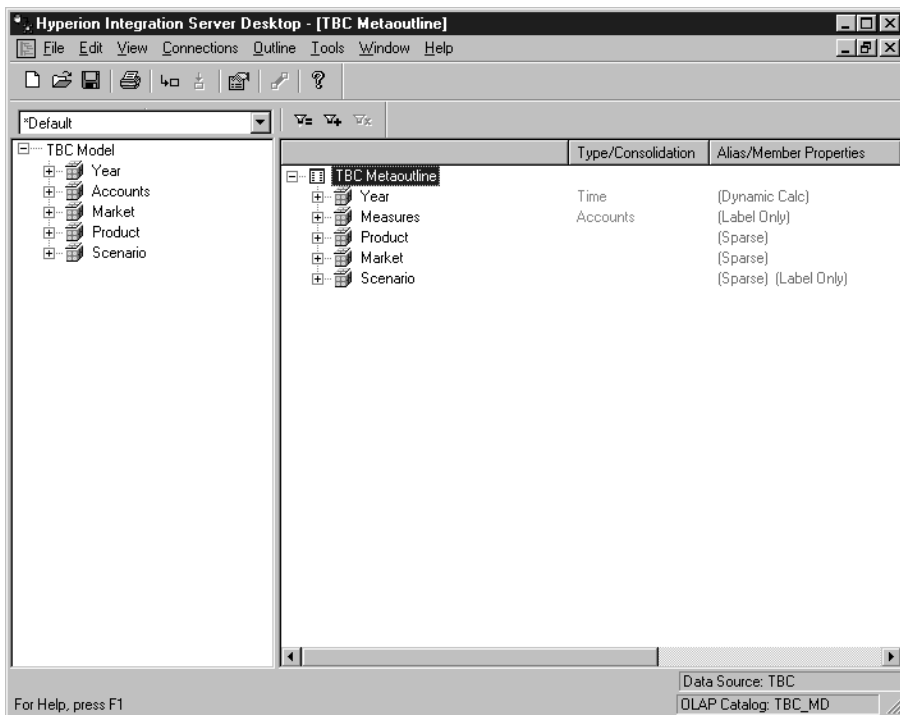 Hyperion Integration Server Desktop - [TBC Metaoutline]
File Edit View Connections Outline Tools Window Help
*Default
TBC Model
Year
Accounts
Market
Product
Scenario
Type/Consolidation Alias/Member Properties
TBC Metaoutline
Year Time (Dynamic Calc)
Measures Accounts (Label Only)
Product (Sparse)
Market (Sparse)
Scenario (Sparse) (Label Only)
Data Source: TBC
For Help, press F1 OLAP Catalog: TBC_MD